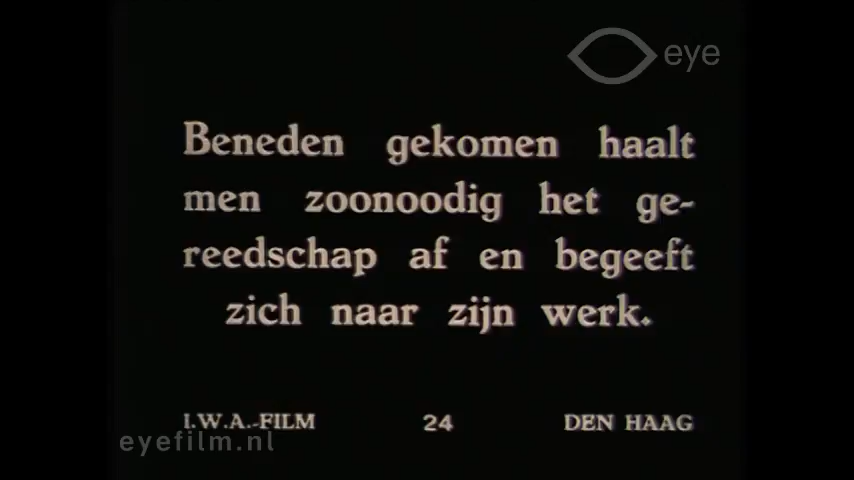 eye
Beneden gekomen haalt
men zoonoodig het ge-
reedschap af en begeeft
zich naar zijn werk.
I.W.A.-FILM 24 DEN HAAG
eyefilm.nl